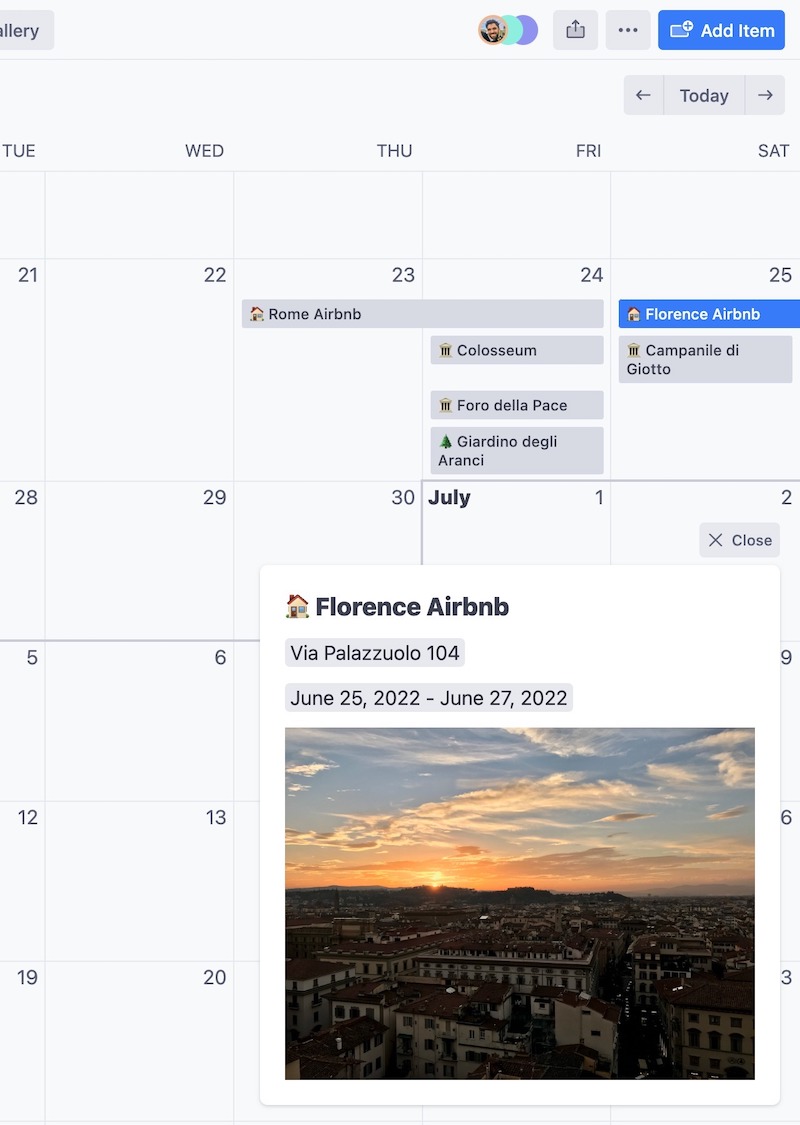 allery
Add Item
Today
TUE WED THU FRI SAT
21 22 23 24 25
Rome Airbnb
Florence Airbnb
Colosseum
Campanile di
Giotto
Foro della Pace
Giardino degli
Aranci
28 29 30 July 1 2
Close
Florence Airbnb
Via Palazzuolo 104
June 25, 2022 - June 27, 2022
5 6 9
12 13 6
19 20 3